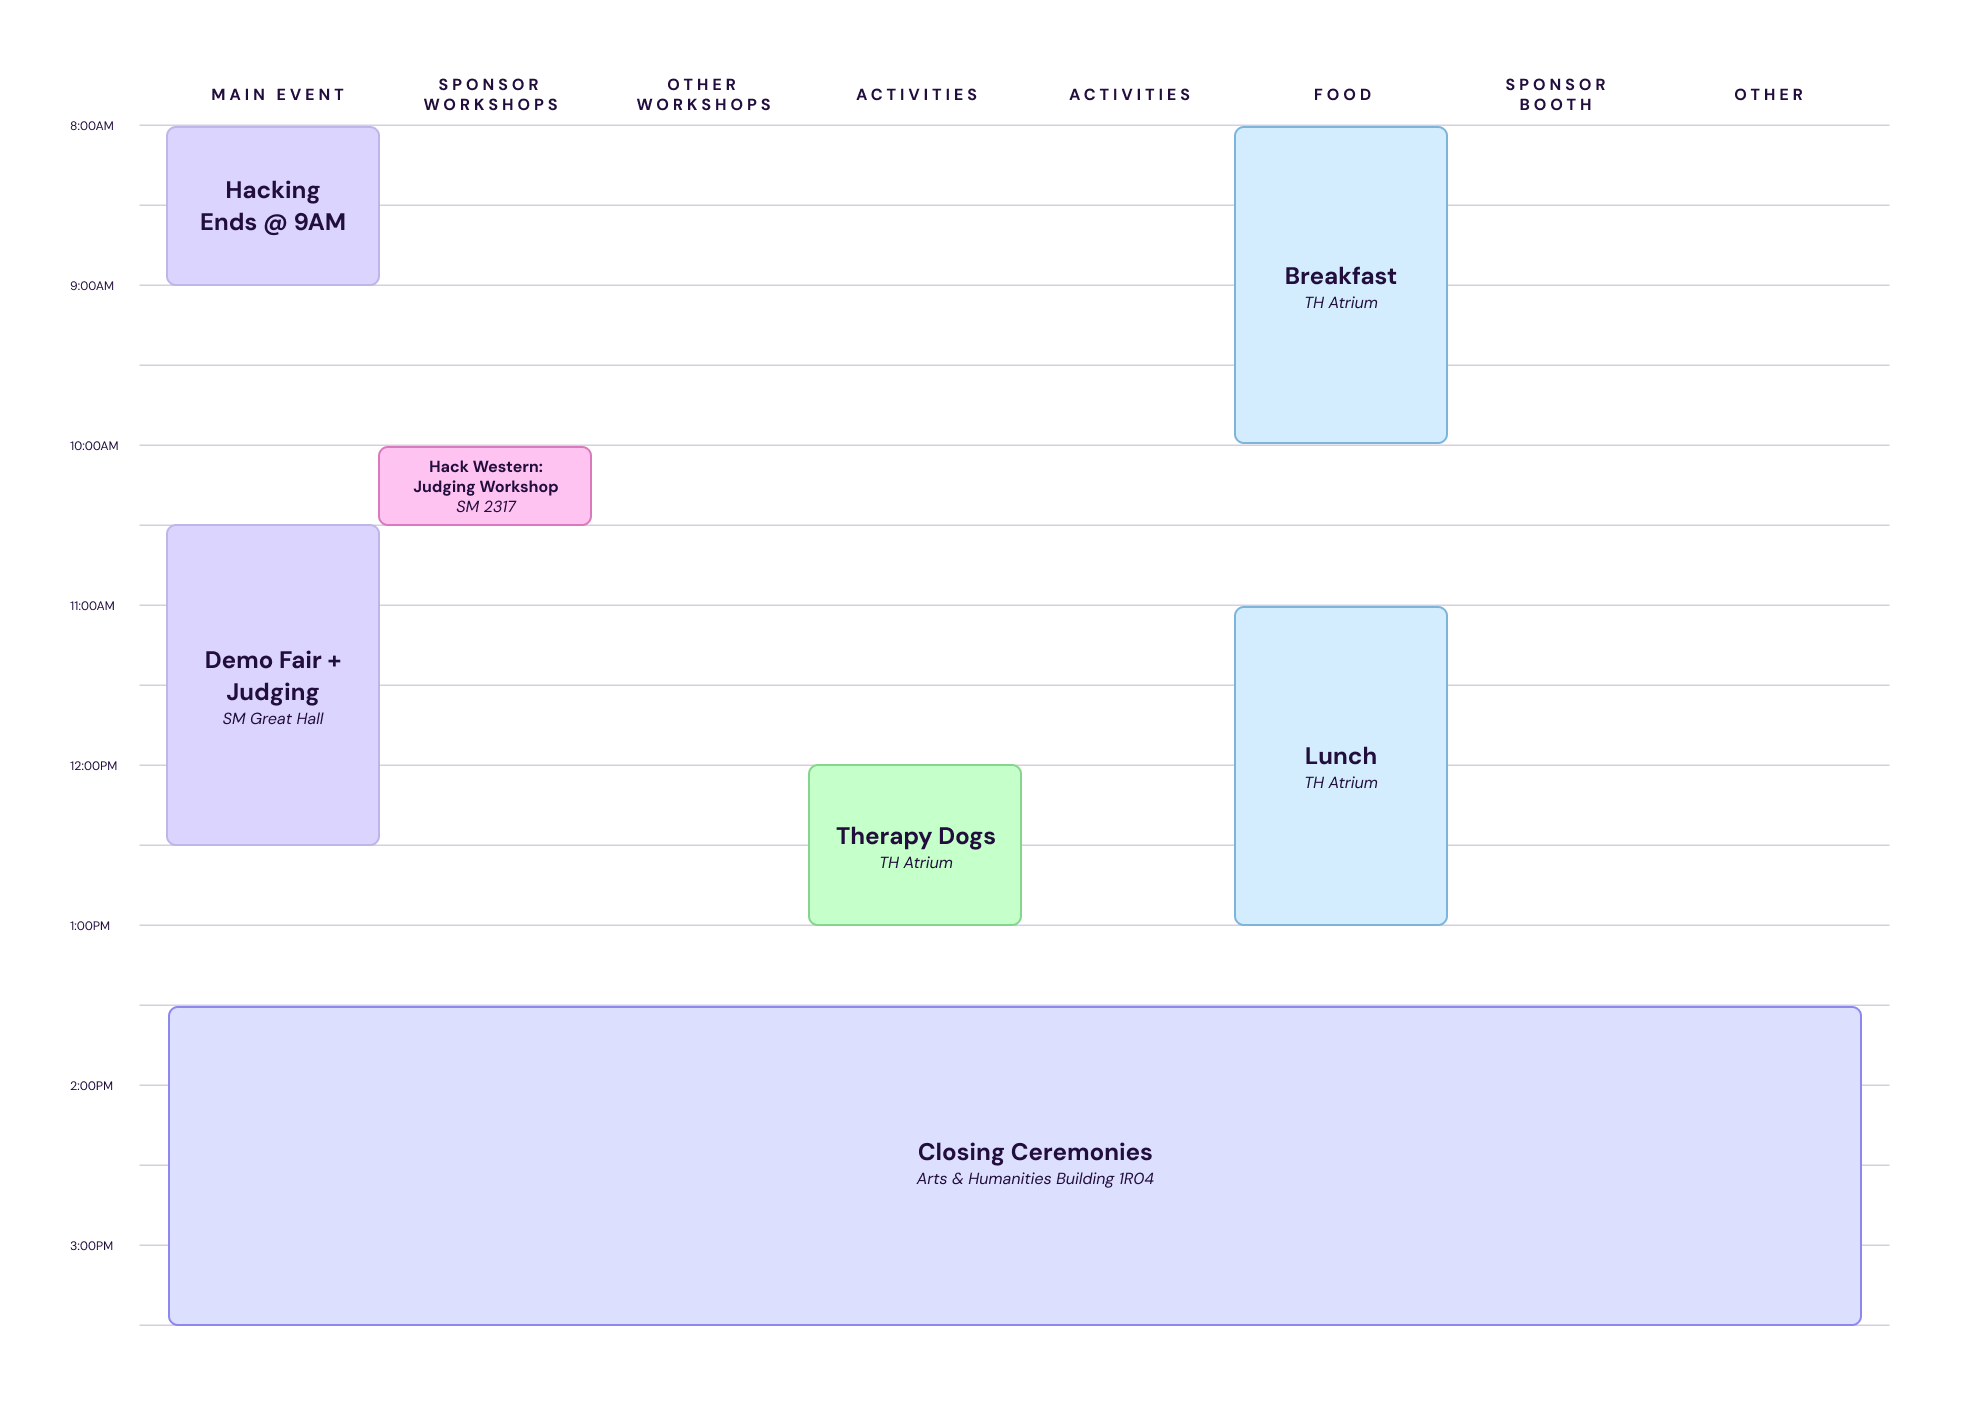 MAIN EVENT
SPONSOR
WORKSHOPS
OTHER
WORKSHOPS
ACTIVITIES
ACTIVITIES
FOOD
SPONSOR
BOOTH
OTHER
8:00AM
Hacking
Ends @ 9AM
9:00AM
Breakfast
TH Atrium
10:00AM
Hack Western:
Judging Workshop
SM 2317
11:00AM
Demo Fair +
Judging
SM Great Hall
12:00PM
Lunch
TH Atrium
Therapy Dogs
TH Atrium
1:00PM
2:00PM
Closing Ceremonies
Arts & Humanities Building 1R04
3:00PM